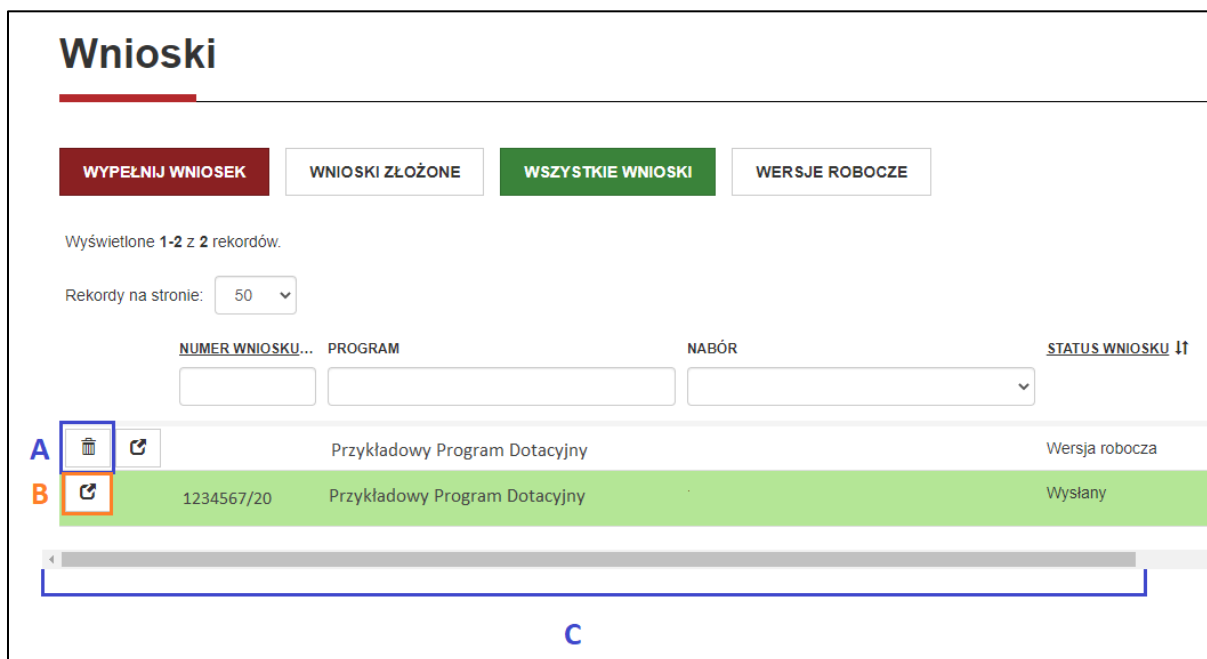 Wnioski
WYPEŁNIJ WNIOSEK WNIOSKI ZŁOŻONE WSZYSTKIE WNIOSKI WERSJE ROBOCZE
Wyświetlone 1-2 z 2 rekordów.
Rekordy na stronie: 50
NUMER WNIOSKU... PROGRAM NABÓR STATUS WNIOSKU
A Przykładowy Program Dotacyjny Wersja robocza
B 1234567/20 Przykładowy Program Dotacyjny Wysłany
C